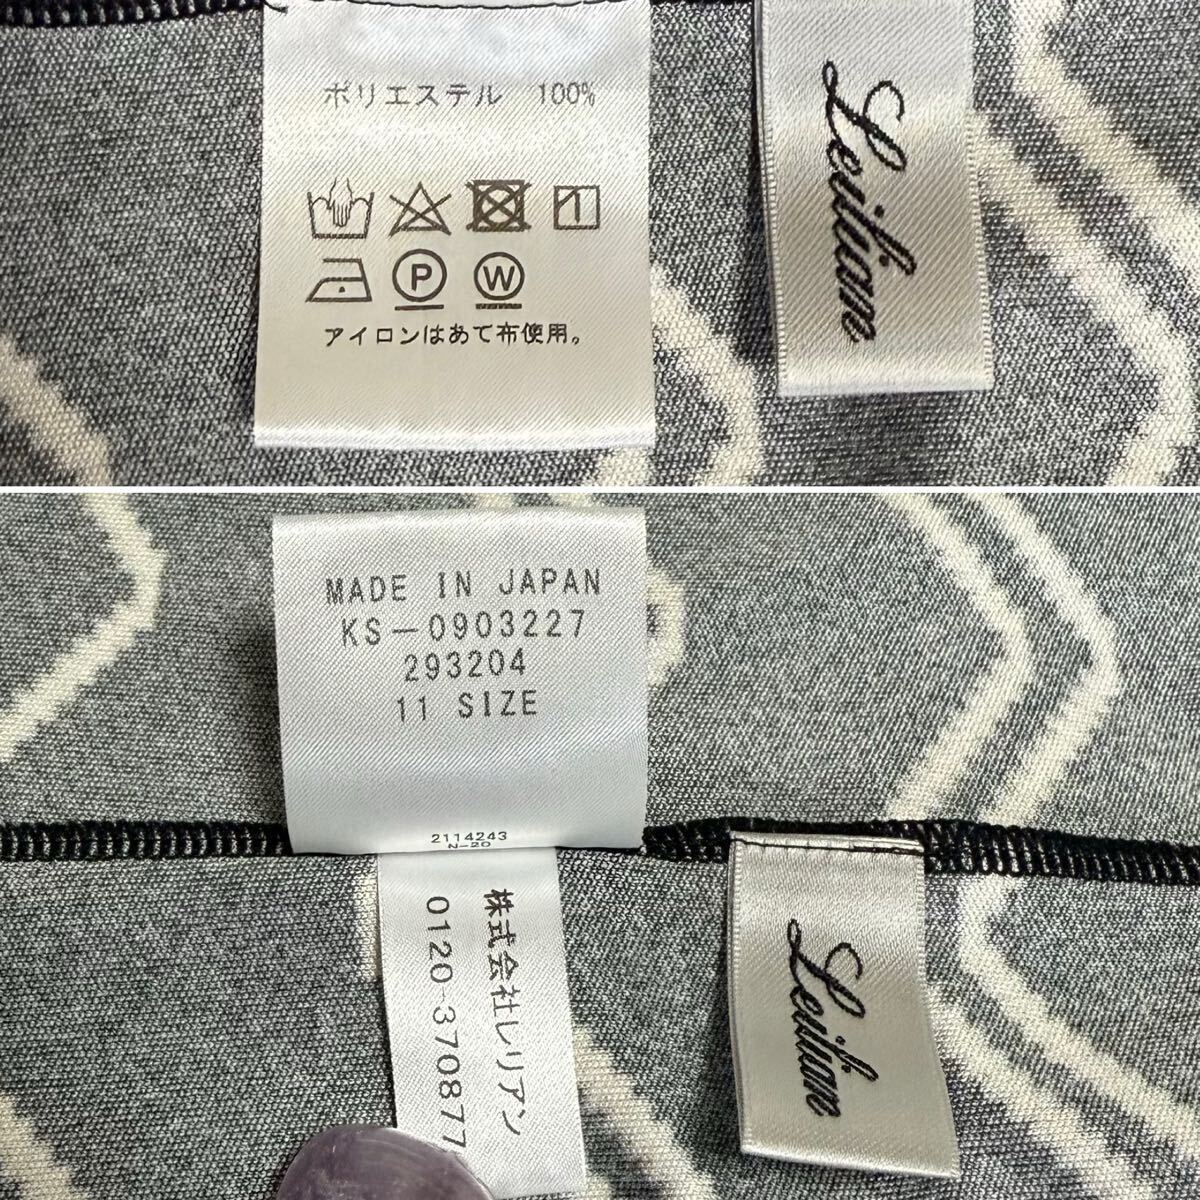 ポリエステル 100%
P W
アイロンはあて布使用。
Leilian
MADE IN JAPAN
KS-0903227
293204
11 SIZE
2114243
N-20
株式会社レリアン
0120-370877
Leilian